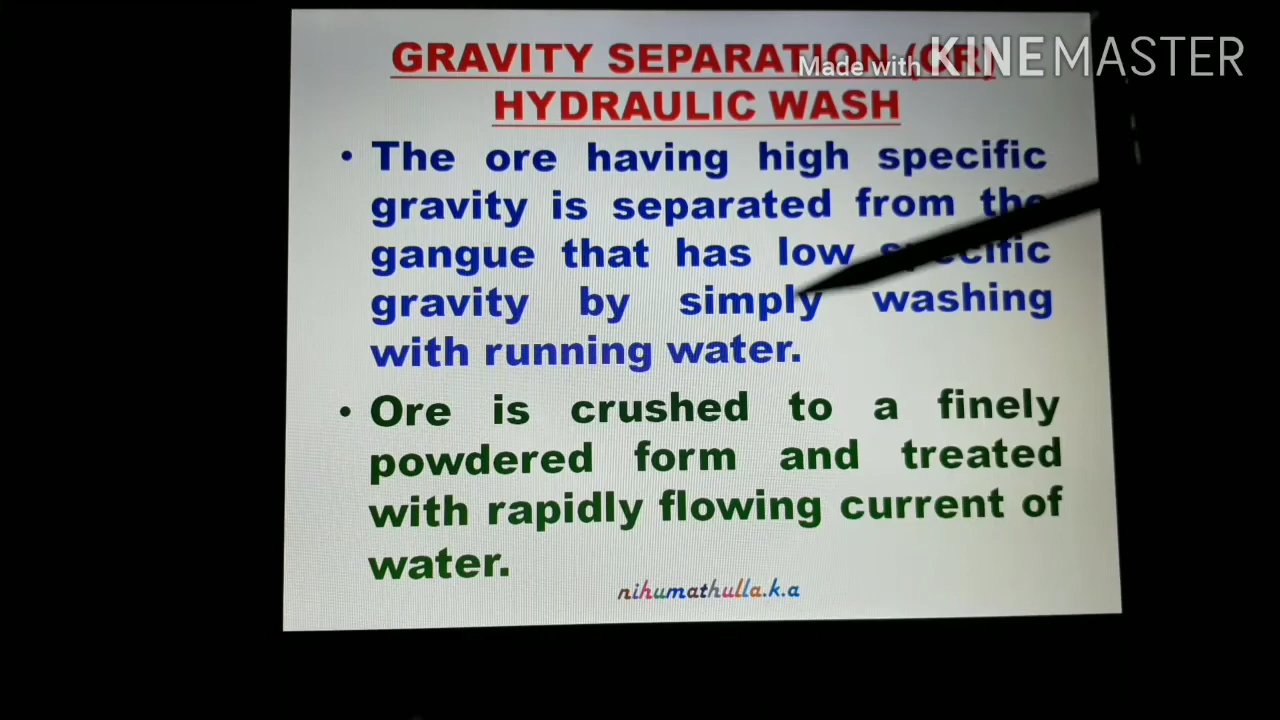 GRAVITY SEPARATION (OR)
Made with KINEMASTER
HYDRAULIC WASH
• The ore having high specific
gravity is separated from the
gangue that has low specific
gravity by simply washing
with running water.
• Ore is crushed to a finely
powdered form and treated
with rapidly flowing current of
water.
nihumathulla.k.a